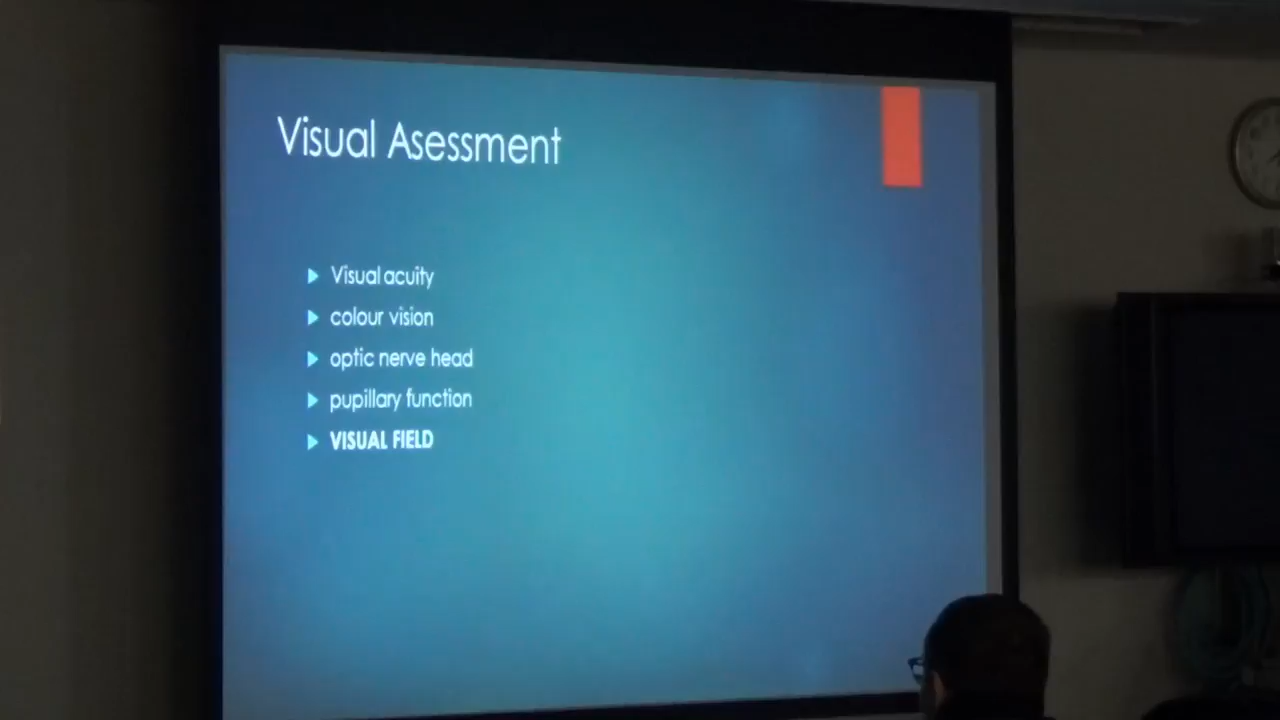 Visual Asessment
Visual acuity
colour vision
optic nerve head
pupillary function
VISUAL FIELD